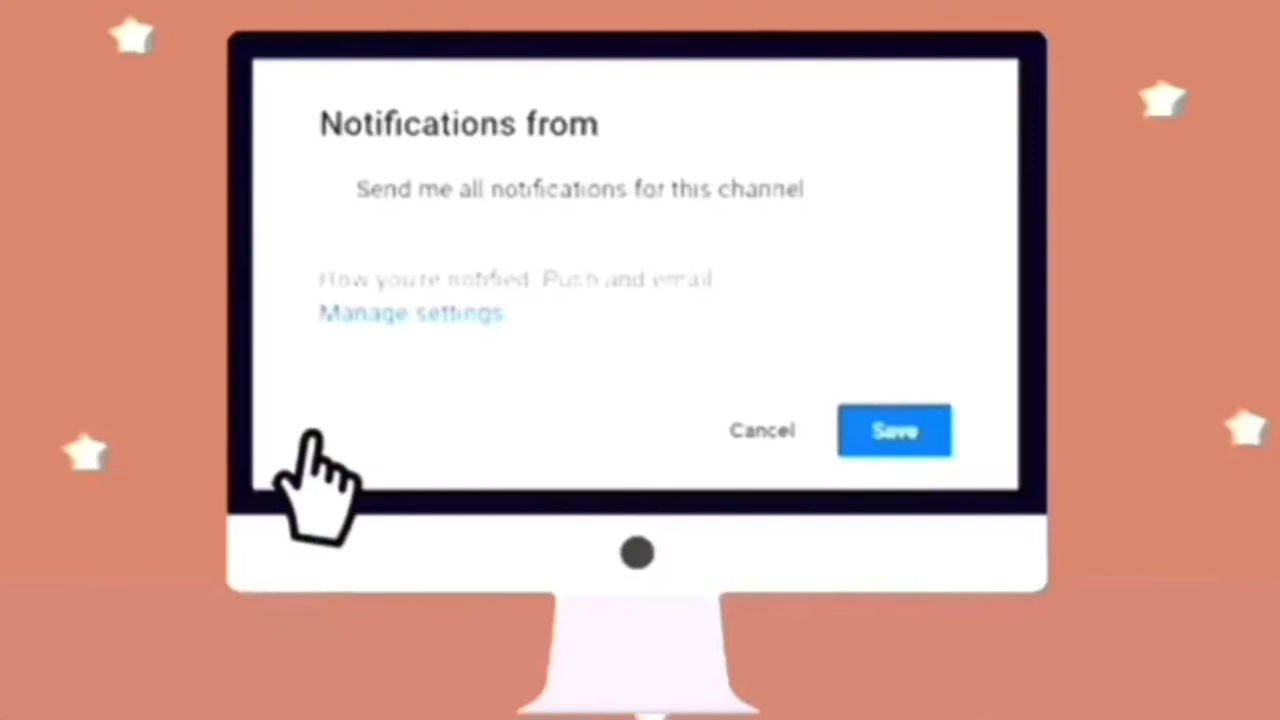 Notifications from
Send me all notifications for this channel
How you're notified: Push and email
Manage settings
Cancel
Save